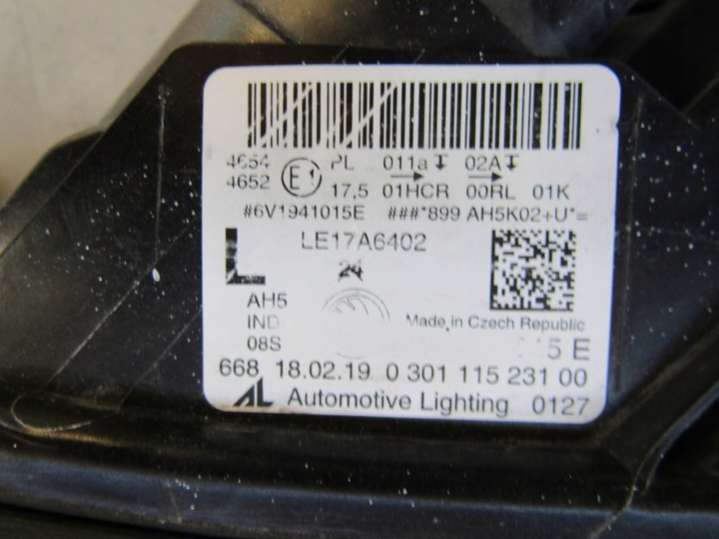 4654 E1 PL 011a 02A
4652 17,5 01HCR 00RL 01K
#6V1941015E ###*899 AH5K02+U*=
LE17A6402
L 24
AH5
IND Made in Czech Republic
08S 5 E
668 18.02.19 0 301 115 231 00
AL Automotive Lighting 0127